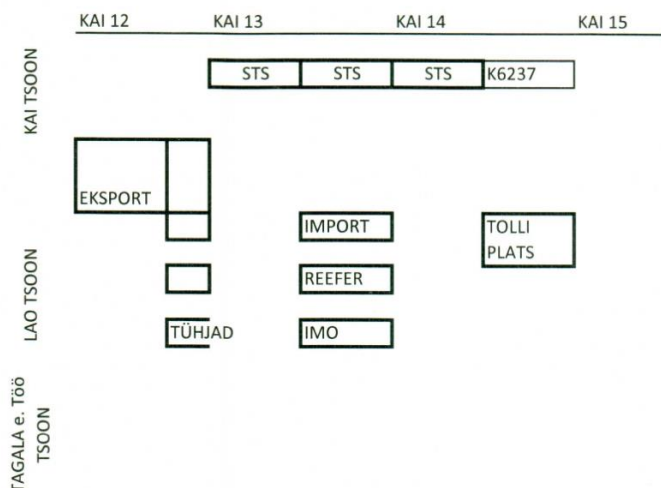 KAI 12 KAI 13 KAI 14 KAI 15
KAI TSOON
STS STS STS K6237
EKSPORT
LAO TSOON
IMPORT
TOLLI
PLATS
REEFER
TÜHJAD
IMO
TAGALA e. Töö
TSOON